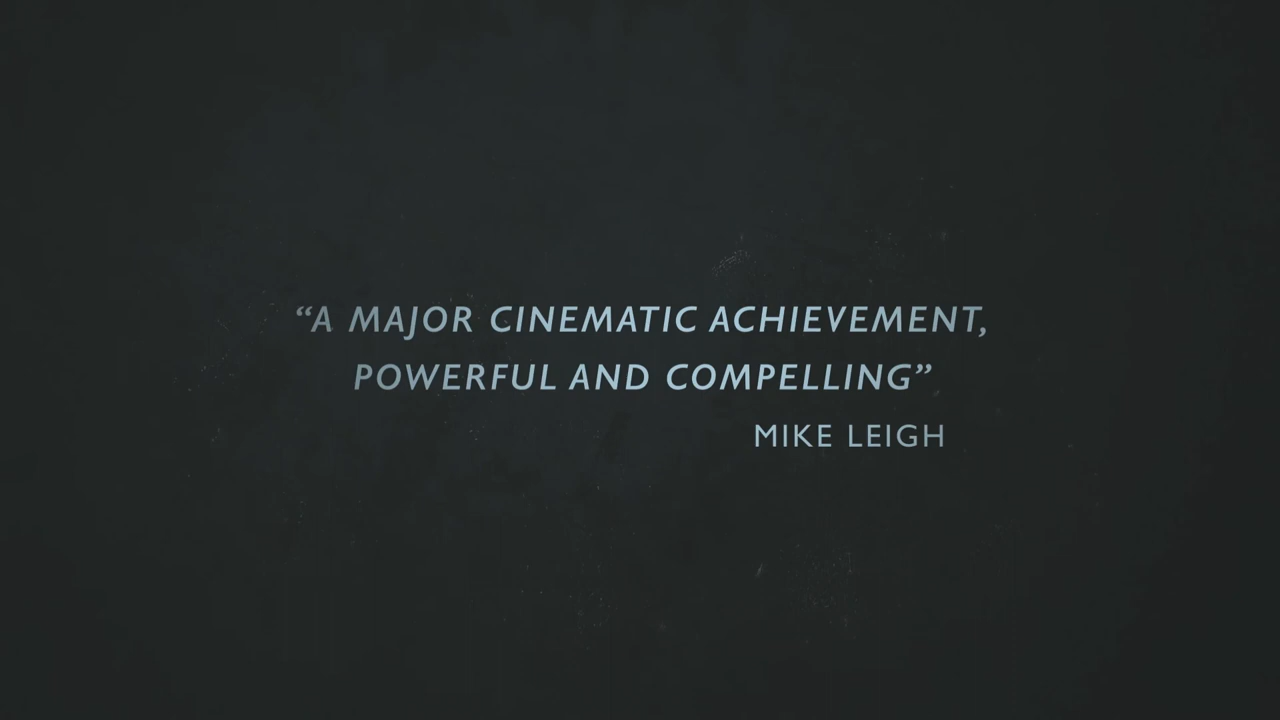 “A MAJOR CINEMATIC ACHIEVEMENT,
POWERFUL AND COMPELLING”
MIKE LEIGH